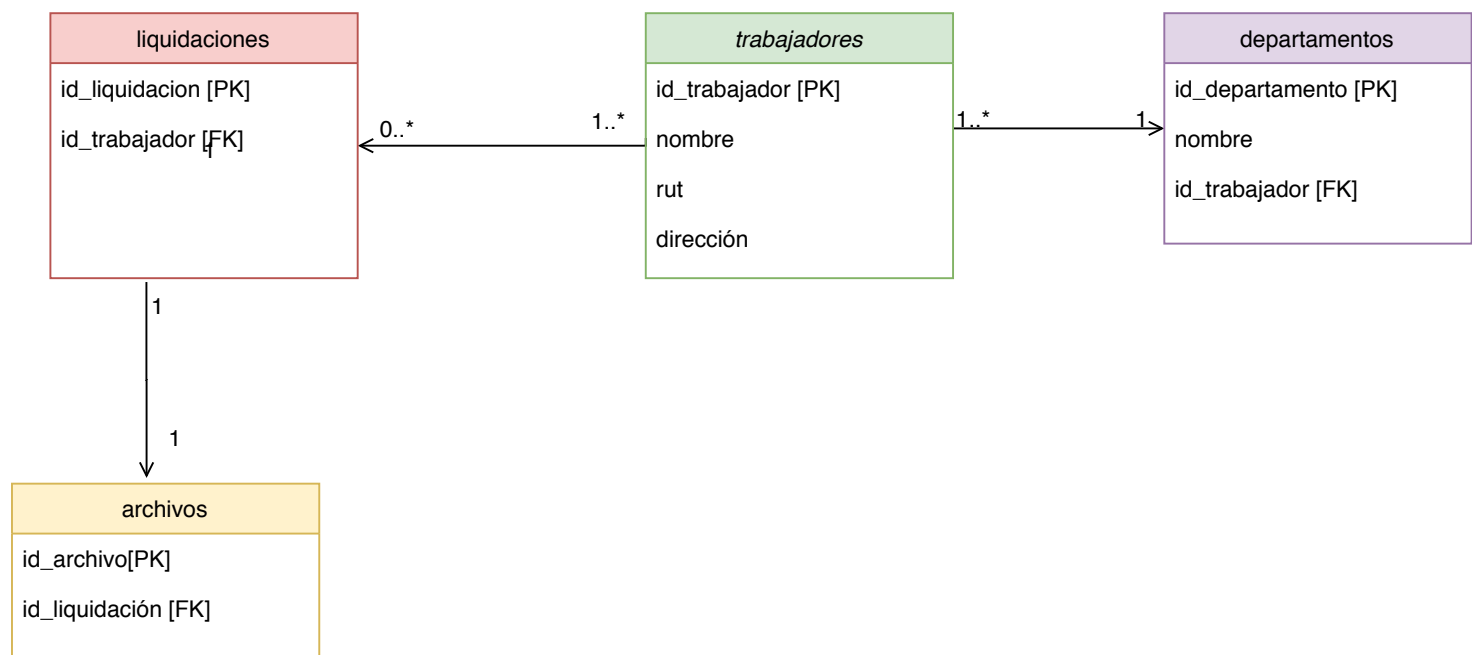 liquidaciones
id_liquidacion [PK]
id_trabajador [FK]
0..*
1..*
trabajadores
id_trabajador [PK]
nombre
rut
dirección
1..*
1
departamentos
id_departamento [PK]
nombre
id_trabajador [FK]
1
1
archivos
id_archivo[PK]
id_liquidación [FK]